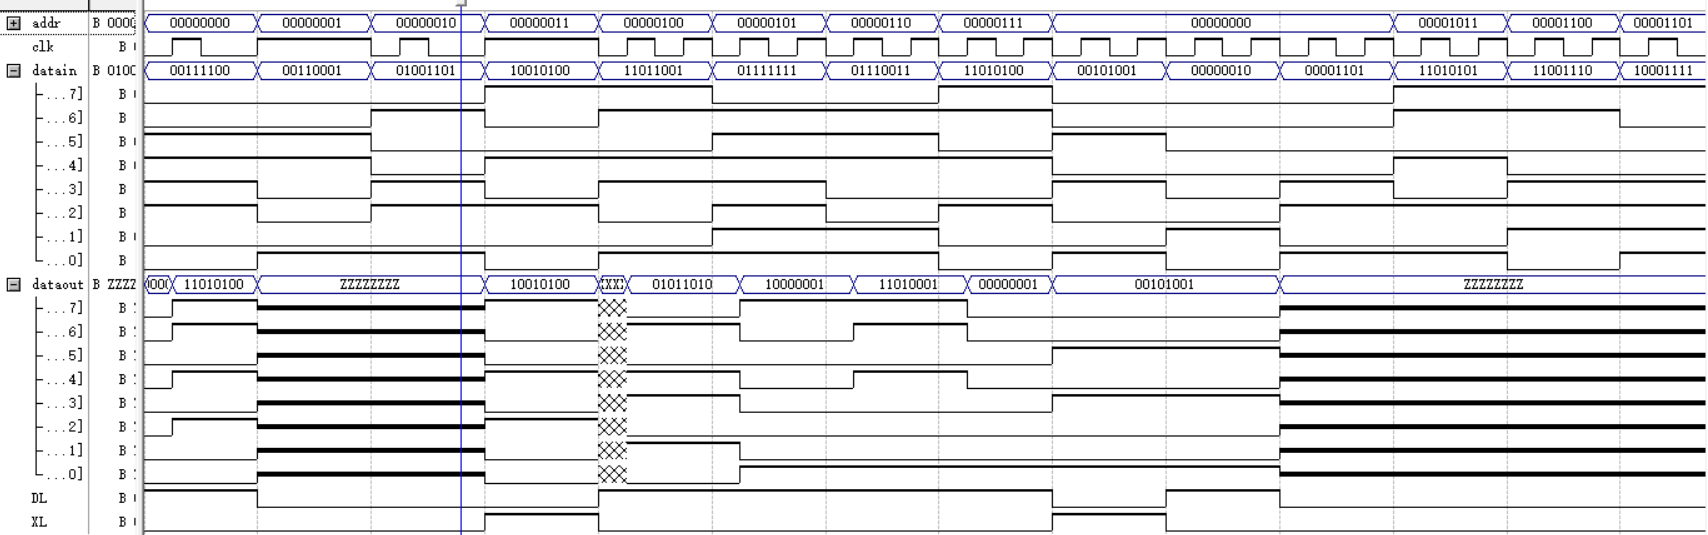 addr B 0000 00000000 00000001 00000010 00000011 00000100 00000101 00000110 00000111 00000000 00001011 00001100 00001101
clk B
datain B 0100 00111100 00110001 01001101 10010100 11011001 01111111 01110011 11010100 00101001 00000010 00001101 11010101 11001110 10001111
...7] B
...6] B
...5] B
...4] B
...3] B
...2] B
...1] B
...0] B
dataout B ZZZZ 11010100 ZZZZZZZZ 10010100 01011010 10000001 11010001 00000001 00101001 ZZZZZZZZ
...7] B
...6] B
...5] B
...4] B
...3] B
...2] B
...1] B
...0] B
DL B
XL B